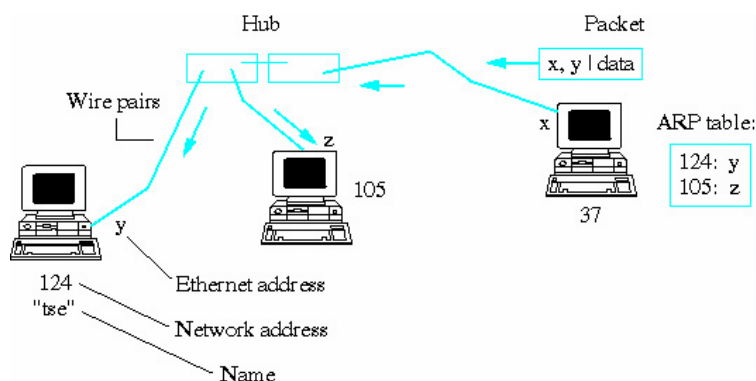 Hub
Packet
x, y | data
Wire pairs
x
ARP table:
z
124: y
105: z
105
37
y
124
Ethernet address
"tse"
Network address
Name